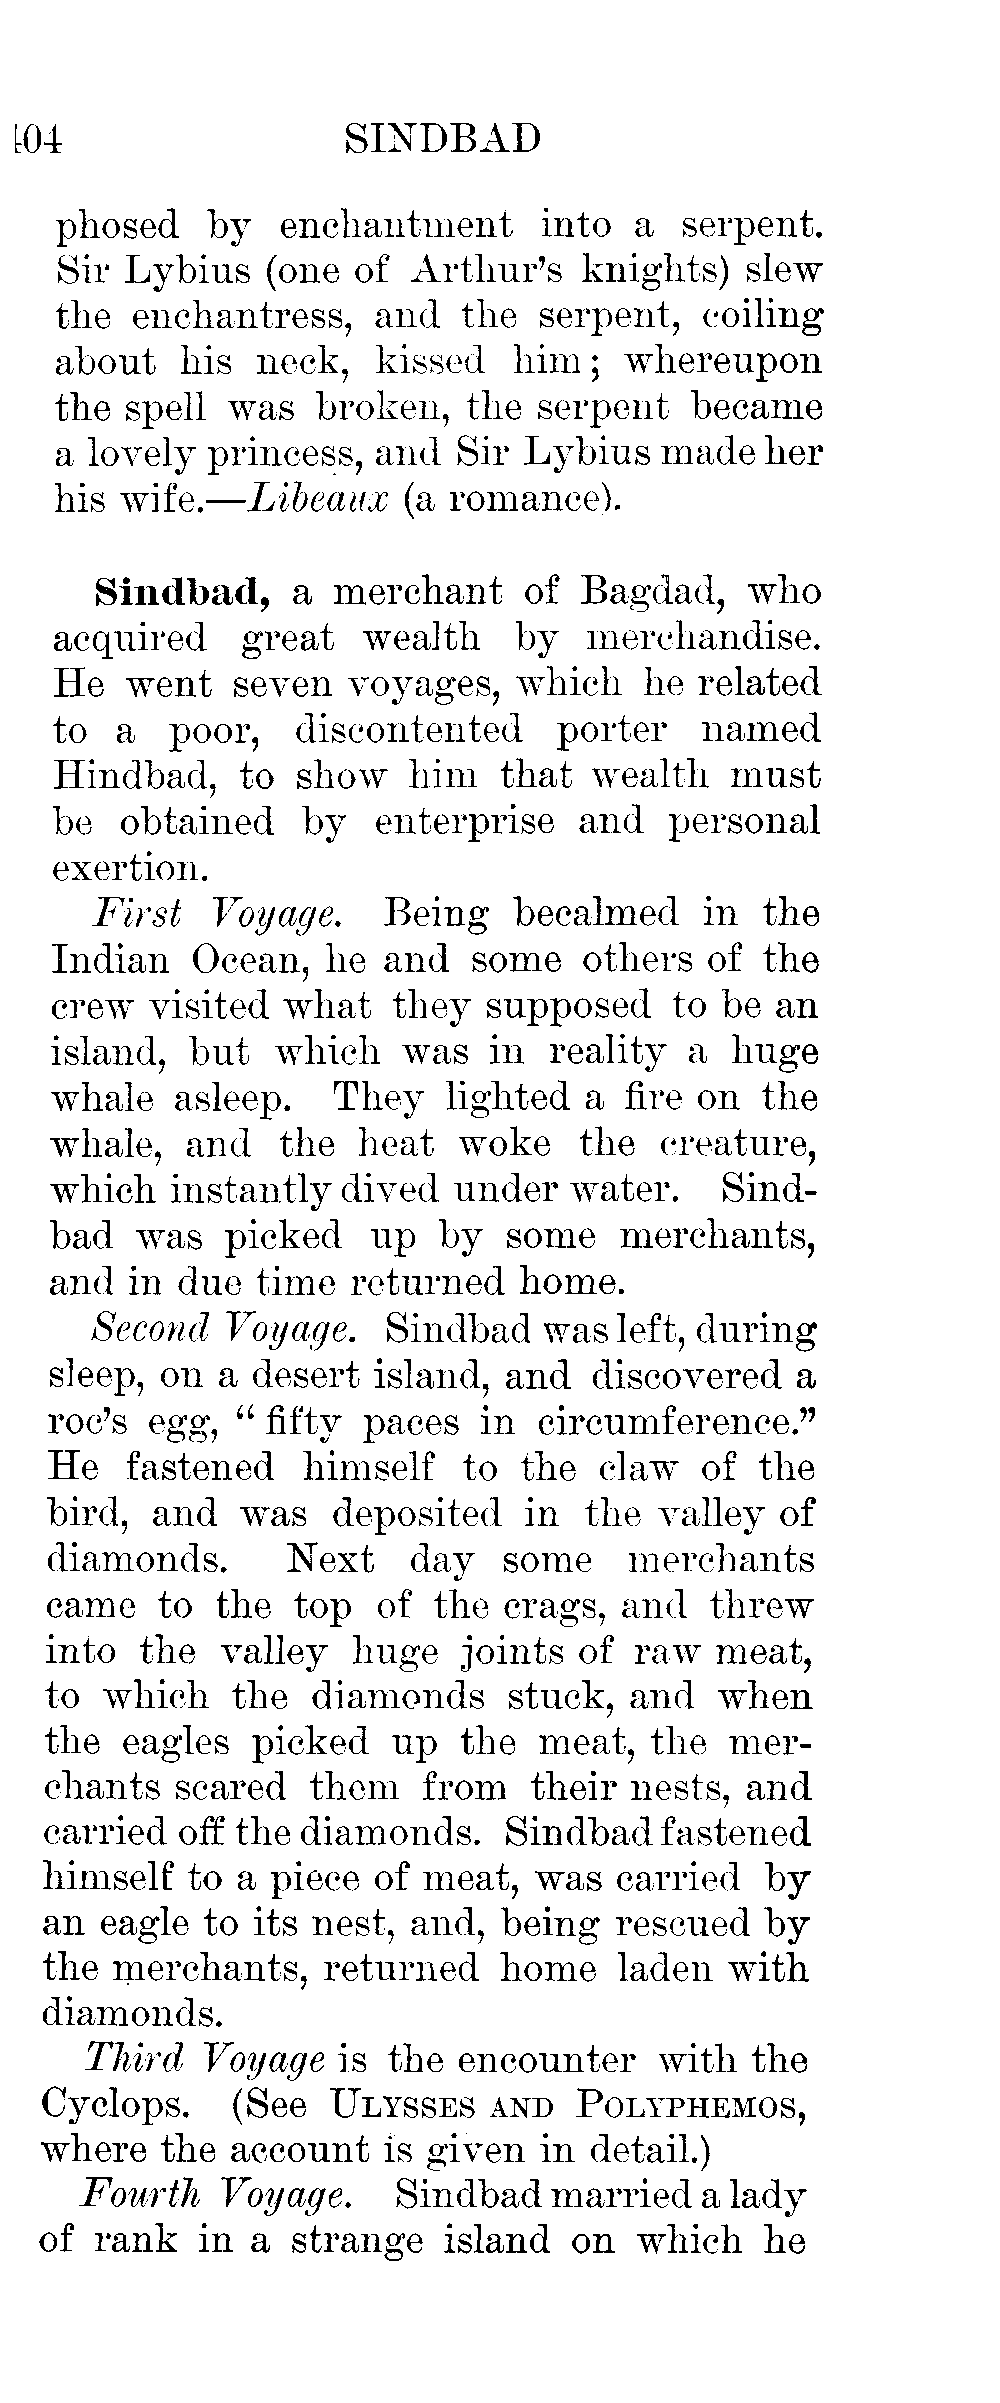 404 SINDBAD
phosed by enchantment into a serpent.
Sir Lybius (one of Arthur's knights) slew
the enchantress, and the serpent, coiling
about his neck, kissed him; whereupon
the spell was broken, the serpent became
a lovely princess, and Sir Lybius made her
his wife.—Libeaux (a romance).
Sindbad, a merchant of Bagdad, who
acquired great wealth by merchandise.
He went seven voyages, which he related
to a poor, discontented porter named
Hindbad, to show him that wealth must
be obtained by enterprise and personal
exertion.
First Voyage. Being becalmed in the
Indian Ocean, he and some others of the
crew visited what they supposed to be an
island, but which was in reality a huge
whale asleep. They lighted a fire on the
whale, and the heat woke the creature,
which instantly dived under water. Sind-
bad was picked up by some merchants,
and in due time returned home.
Second Voyage. Sindbad was left, during
sleep, on a desert island, and discovered a
roc's egg, "fifty paces in circumference."
He fastened himself to the claw of the
bird, and was deposited in the valley of
diamonds. Next day some merchants
came to the top of the crags, and threw
into the valley huge joints of raw meat,
to which the diamonds stuck, and when
the eagles picked up the meat, the mer-
chants scared them from their nests, and
carried off the diamonds. Sindbad fastened
himself to a piece of meat, was carried by
an eagle to its nest, and, being rescued by
the merchants, returned home laden with
diamonds.
Third Voyage is the encounter with the
Cyclops. (See ULYSSES AND POLYPHEMOS,
where the account is given in detail.)
Fourth Voyage. Sindbad married a lady
of rank in a strange island on which he